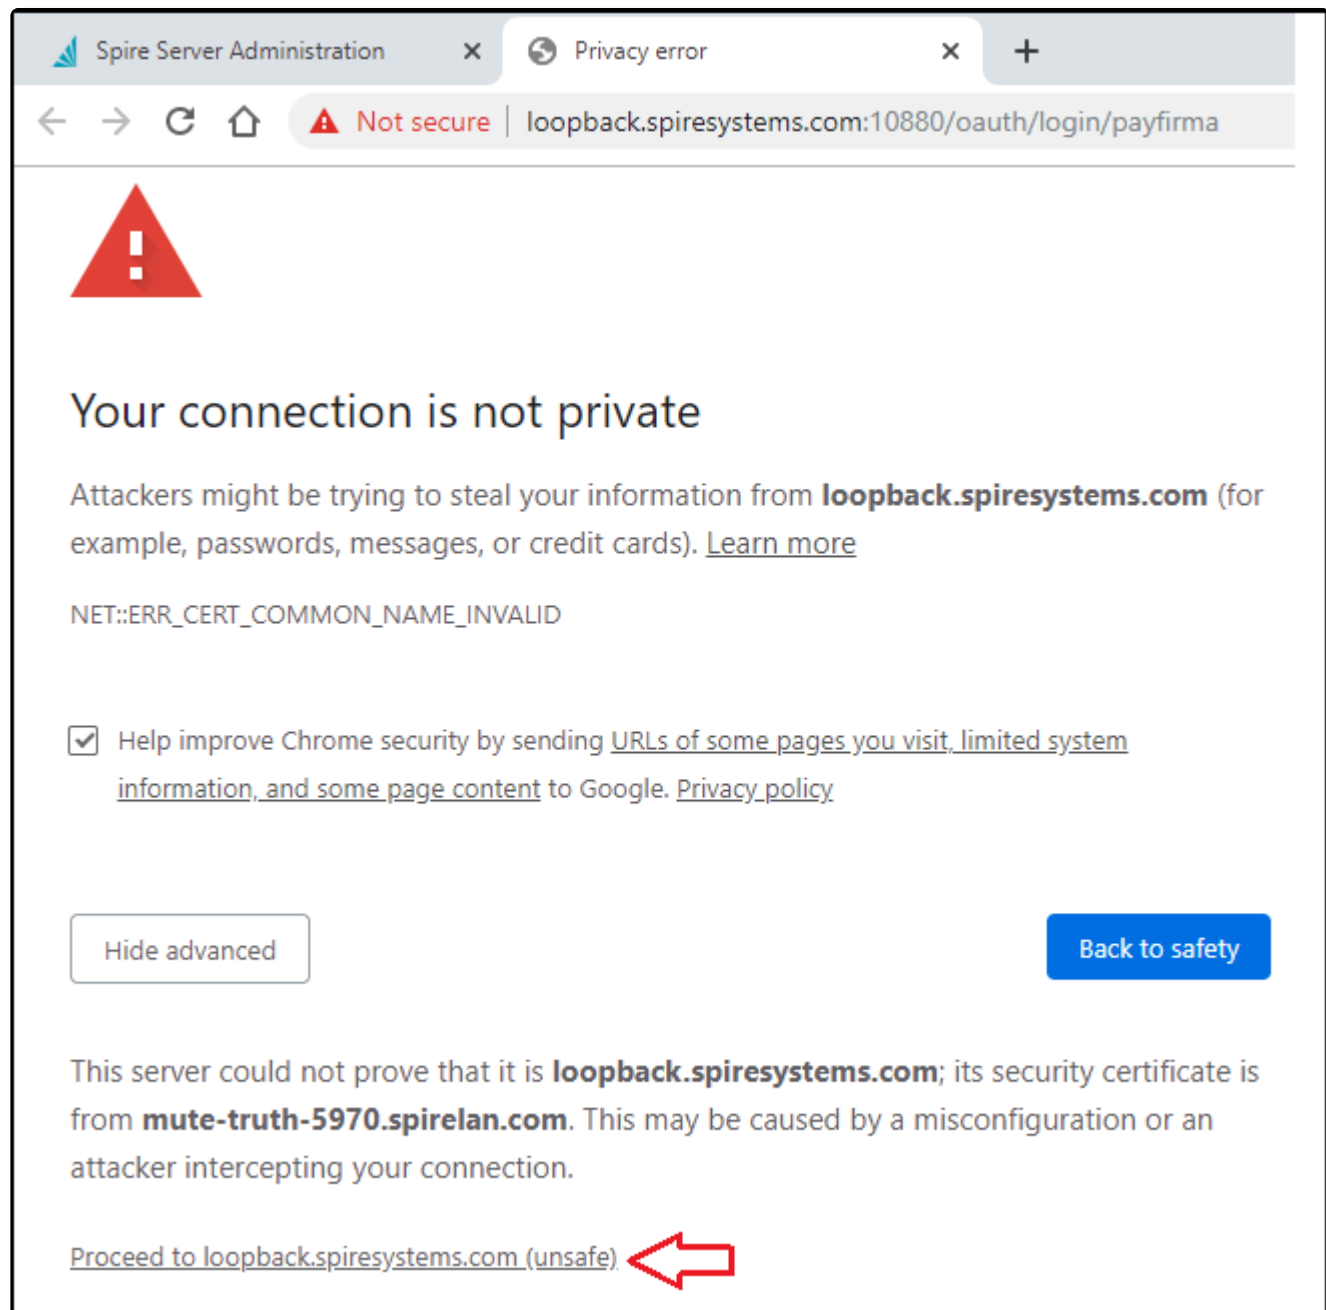 Spire Server Administration
Privacy error
Not secure
loopback.spiresystems.com:10880/oauth/login/payfirma
Your connection is not private
Attackers might be trying to steal your information from loopback.spiresystems.com (for
example, passwords, messages, or credit cards). Learn more
NET::ERR_CERT_COMMON_NAME_INVALID
Help improve Chrome security by sending URLs of some pages you visit, limited system
information, and some page content to Google. Privacy policy
Hide advanced
Back to safety
This server could not prove that it is loopback.spiresystems.com; its security certificate is
from mute-truth-5970.spirelan.com. This may be caused by a misconfiguration or an
attacker intercepting your connection.
Proceed to loopback.spiresystems.com (unsafe)